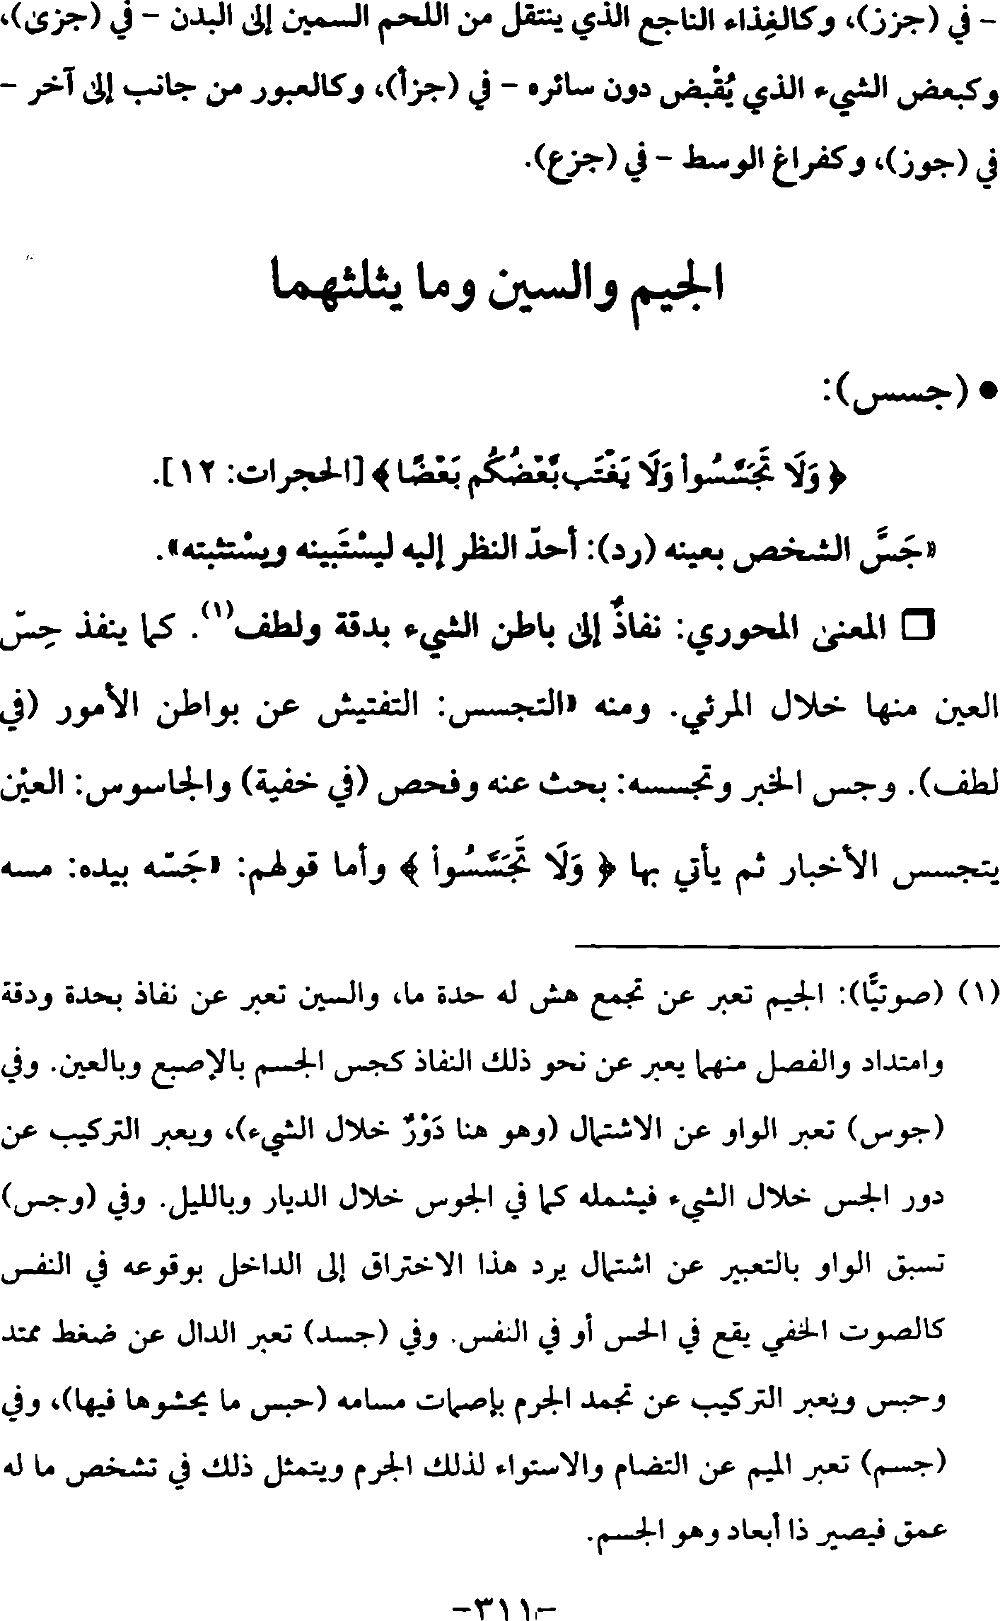 - في (جزز)، وكالغِذاء الناجع الذي ينتقل من اللحم السمين إلى البدن - في (جزى)،
وكبعض الشيء الذي يُقْبض دون سائره - في (جزأ)، وكالعبور من جانب إلى آخر -
في (جوز)، وكفراغ الوسط - في (جزع).
الجيم والسين وما يثلثهما
● (جسس):
﴿ وَلَا تَجَسَّسُوا۟ وَلَا يَغْتَب بَّعْضُكُم بَعْضًا ﴾ [الحجرات: ١٢].
«جَسَّ الشخص بعينه (رد): أحدّ النظر إليه ليسْتَبينه ويسْتثبته».
□ المعنى المحوري: نفاذٌ إلى باطن الشيء بدقة ولطف(١). كما ينفذ حِسّ
العين منها خلال المرئي. ومنه «التجسس: التفتيش عن بواطن الأمور (في
لطف). وجس الخبر وتجسسه: بحث عنه وفحص (في خفية) والجاسوس: العيْن
يتجسس الأخبار ثم يأتي بها ﴿ وَلَا تَجَسَّسُوا۟ ﴾ وأما قولهم: «جَسّه بيده: مسه
(١) (صوتيًّا): الجيم تعبر عن تجمع هش له حدة ما، والسين تعبر عن نفاذ بحدة ودقة
وامتداد والفصل منهما يعبر عن نحو ذلك النفاذ كجس الجسم بالإصبع وبالعين. وفي
(جوس) تعبر الواو عن الاشتمال (وهو هنا دَوْرٌ خلال الشيء)، ويعبر التركيب عن
دور الجس خلال الشيء فيشمله كما في الجوس خلال الديار وبالليل. وفي (وجس)
تسبق الواو بالتعبير عن اشتمال يرد هذا الاختراق إلى الداخل بوقوعه في النفس
كالصوت الخفي يقع في الحس أو في النفس. وفي (جسد) تعبر الدال عن ضغط ممتد
وحبس ويعبر التركيب عن تجمد الجرم بإصمات مسامه (حبس ما يحشوها فيها)، وفي
(جسم) تعبر الميم عن التضام والاستواء لذلك الجرم ويتمثل ذلك في تشخص ما له
عمق فيصير ذا أبعاد وهو الجسم.
-٣١١-